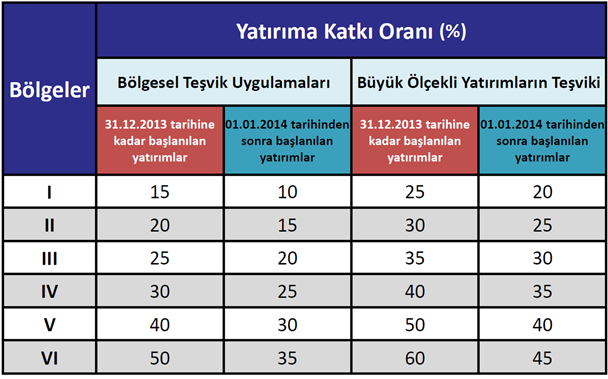 Bölgeler
Yatırıma Katkı Oranı (%)
Bölgesel Teşvik Uygulamaları
Büyük Ölçekli Yatırımların Teşviki
31.12.2013 tarihine
kadar başlanılan
yatırımlar
01.01.2014 tarihinden
sonra başlanılan
yatırımlar
31.12.2013 tarihine
kadar başlanılan
yatırımlar
01.01.2014 tarihinden
sonra başlanılan
yatırımlar
I 15 10 25 20
II 20 15 30 25
III 25 20 35 30
IV 30 25 40 35
V 40 30 50 40
VI 50 35 60 45